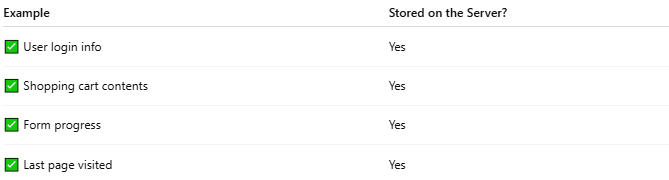 Example Stored on the Server?
✅ User login info Yes
✅ Shopping cart contents Yes
✅ Form progress Yes
✅ Last page visited Yes